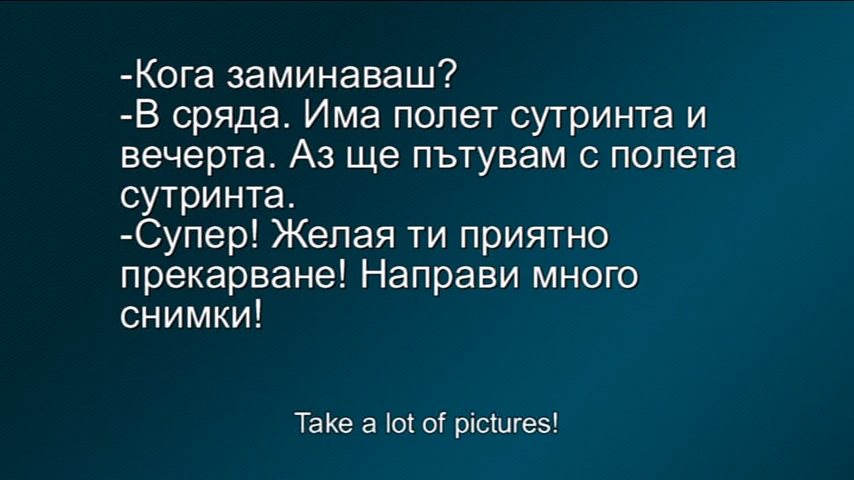 -Кога заминаваш?
-В сряда. Има полет сутринта и
вечерта. Аз ще пътувам с полета
сутринта.
-Супер! Желая ти приятно
прекарване! Направи много
снимки!
Take a lot of pictures!